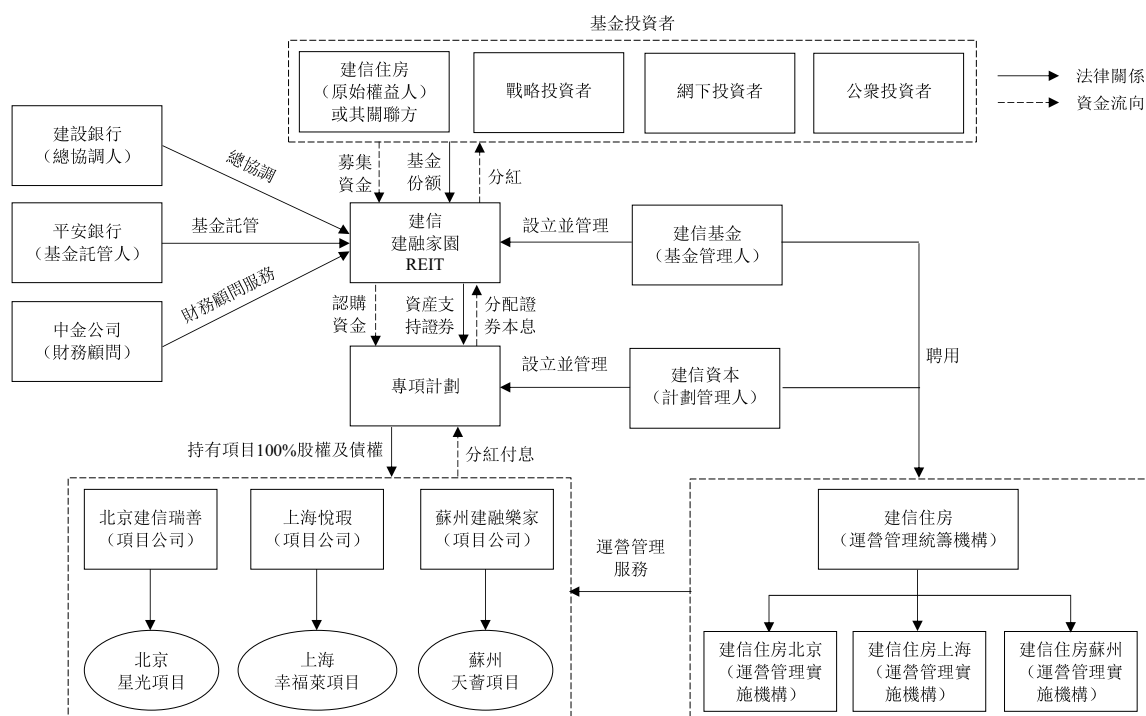 基金投資者
建信住房
（原始權益人）
或其關聯方
戰略投資者
網下投資者
公衆投資者
法律關係
資金流向
建設銀行
（總協調人）
總協調
募集
資金
基金
份额
分紅
平安銀行
（基金託管人）
基金託管
建信
建融家園
REIT
設立並管理
建信基金
（基金管理人）
中金公司
（財務顧問）
財務顧問服務
認購
資金
資產支
持證券
分配證
券本息
專項計劃
設立並管理
建信資本
（計劃管理人）
聘用
持有項目100%股權及債權
分紅付息
北京建信瑞善
（項目公司）
上海悅瑕
（項目公司）
蘇州建融樂家
（項目公司）
北京
星光項目
上海
幸福萊項目
蘇州
天薈項目
運營管理
服務
建信住房
（運營管理統籌機構）
建信住房北京
（運營管理實
施機構）
建信住房上海
（運營管理實
施機構）
建信住房蘇州
（運營管理實
施機構）